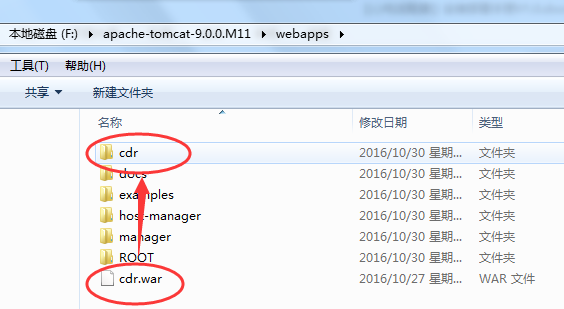 本地磁盘 (F:) ▸ apache-tomcat-9.0.0.M11 ▸ webapps ▸
工具(T) 帮助(H)
共享 ▼ 新建文件夹
名称 修改日期 类型
cdr 2016/10/30 星期... 文件夹
docs 2016/10/30 星期... 文件夹
examples 2016/10/30 星期... 文件夹
host-manager 2016/10/30 星期... 文件夹
manager 2016/10/30 星期... 文件夹
ROOT 2016/10/30 星期... 文件夹
cdr.war 2016/10/27 星期... WAR 文件